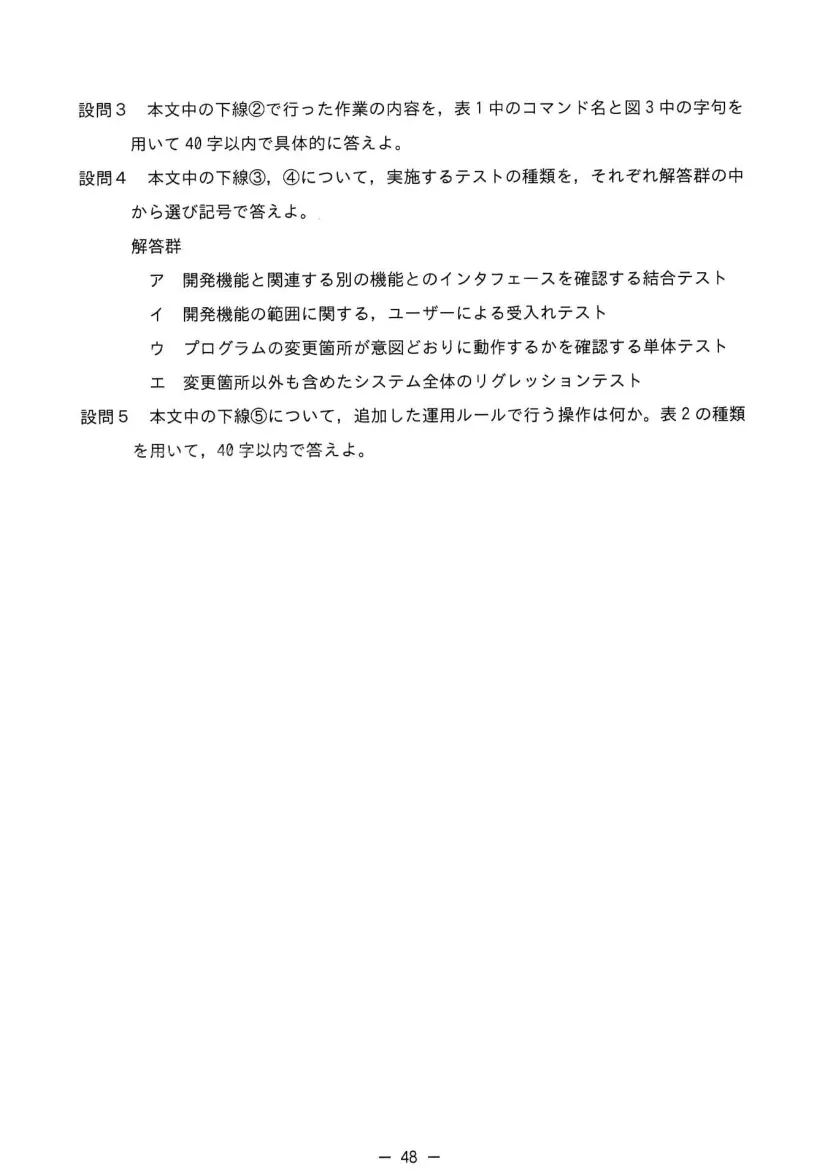 設問3 本文中の下線②で行った作業の内容を，表1中のコマンド名と図3中の字句を
用いて40字以内で具体的に答えよ。
設問4 本文中の下線③，④について，実施するテストの種類を，それぞれ解答群の中
から選び記号で答えよ。
解答群
ア 開発機能と関連する別の機能とのインタフェースを確認する結合テスト
イ 開発機能の範囲に関する，ユーザーによる受入れテスト
ウ プログラムの変更箇所が意図どおりに動作するかを確認する単体テスト
エ 変更箇所以外も含めたシステム全体のリグレッションテスト
設問5 本文中の下線⑤について，追加した運用ルールで行う操作は何か。表2の種類
を用いて，40字以内で答えよ。
― 48 ―